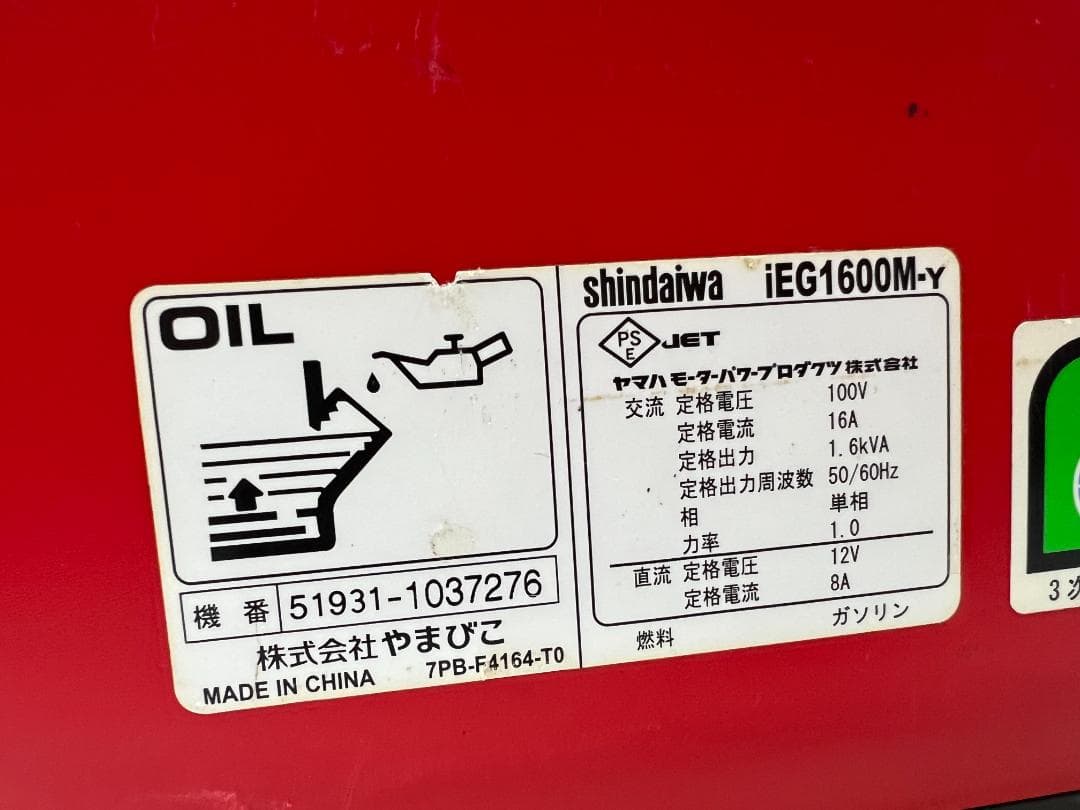 OIL
機番 51931-1037276
株式会社やまびこ
MADE IN CHINA 7PB-F4164-T0
shindaiwa iEG1600M-Y
PS E JET
ヤマハモーターパワープロダクツ株式会社
交流 定格電圧 100V
定格電流 16A
定格出力 1.6kVA
定格出力周波数 50/60Hz
相 単相
力率 1.0
直流 定格電圧 12V
定格電流 8A
燃料 ガソリン
3次